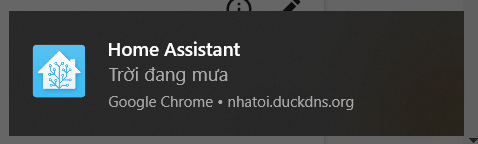 Home Assistant
Trời đang mưa
Google Chrome • nhatoi.duckdns.org